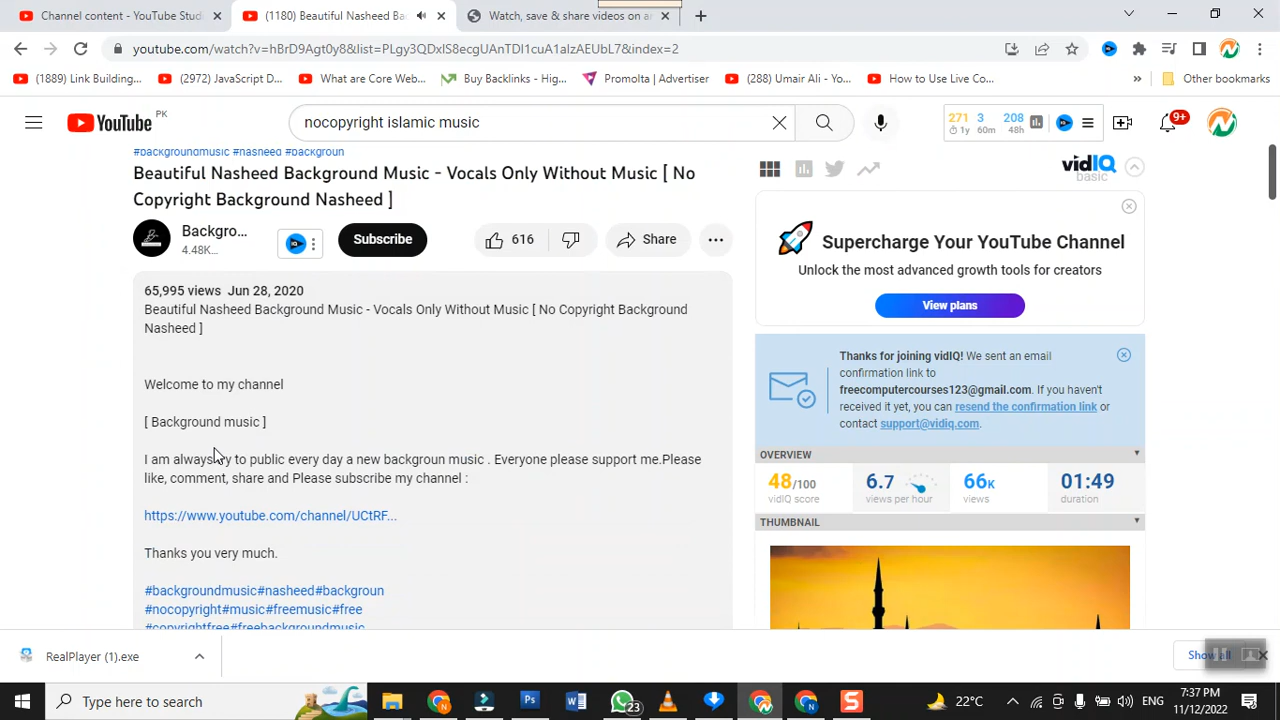 Channel content - YouTube Studio
(1180) Beautiful Nasheed Ba
Watch, save & share videos on an
youtube.com/watch?v=hBrD9Agt0y8&list=PLgy3QDxIS8ecgUAnTDI1cuA1aIzAEUbL7&index=2
(1889) Link Building...
(2972) JavaScript D...
What are Core Web...
Buy Backlinks - Hig...
Promolta | Advertiser
(288) Umair Ali - Yo...
How to Use Live Co...
»
Other bookmarks
YouTube PK
nocopyright islamic music
271 3 208
1y 60m 48h
9+
#backgroundmusic #nasheed #backgroun
Beautiful Nasheed Background Music - Vocals Only Without Music [ No
Copyright Background Nasheed ]
Backgro...
4.48K...
Subscribe
616
Share
65,995 views Jun 28, 2020
Beautiful Nasheed Background Music - Vocals Only Without Music [ No Copyright Background
Nasheed ]
Welcome to my channel
[ Background music ]
I am always try to public every day a new backgroun music . Everyone please support me.Please
like, comment, share and Please subscribe my channel :
https://www.youtube.com/channel/UCtRF...
Thanks you very much.
#backgroundmusic#nasheed#backgroun
#nocopyright#music#freemusic#free
#copyrightfree#freebackgroundmusic
vidIQ
basic
Supercharge Your YouTube Channel
Unlock the most advanced growth tools for creators
View plans
Thanks for joining vidIQ! We sent an email
confirmation link to
freecomputercourses123@gmail.com. If you haven't
received it yet, you can resend the confirmation link or
contact support@vidiq.com.
OVERVIEW
48/100
vidIQ score
6.7
views per hour
66K
views
01:49
duration
THUMBNAIL
RealPlayer (1).exe
Show all
Type here to search
23
22°C
ENG
7:37 PM
11/12/2022